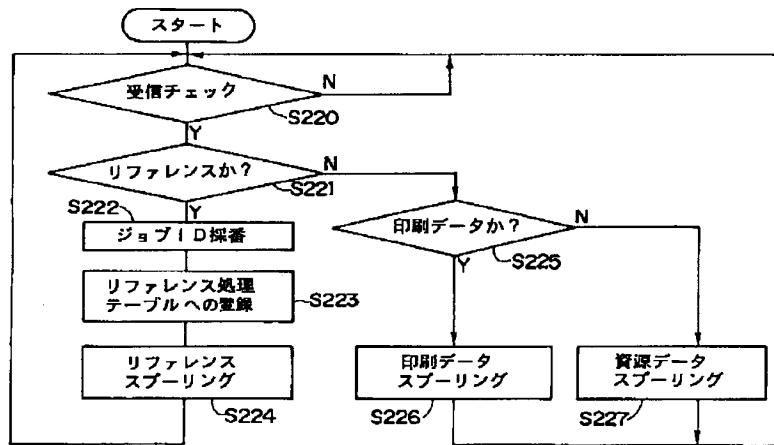 スタート
受信チェック
N
S220
Y
リファレンスか?
N
S221
Y
S222
ジョブID採番
印刷データか?
N
S225
Y
リファレンス処理
テーブルへの登録
S223
リファレンス
スプーリング
S224
印刷データ
スプーリング
S226
資源データ
スプーリング
S227